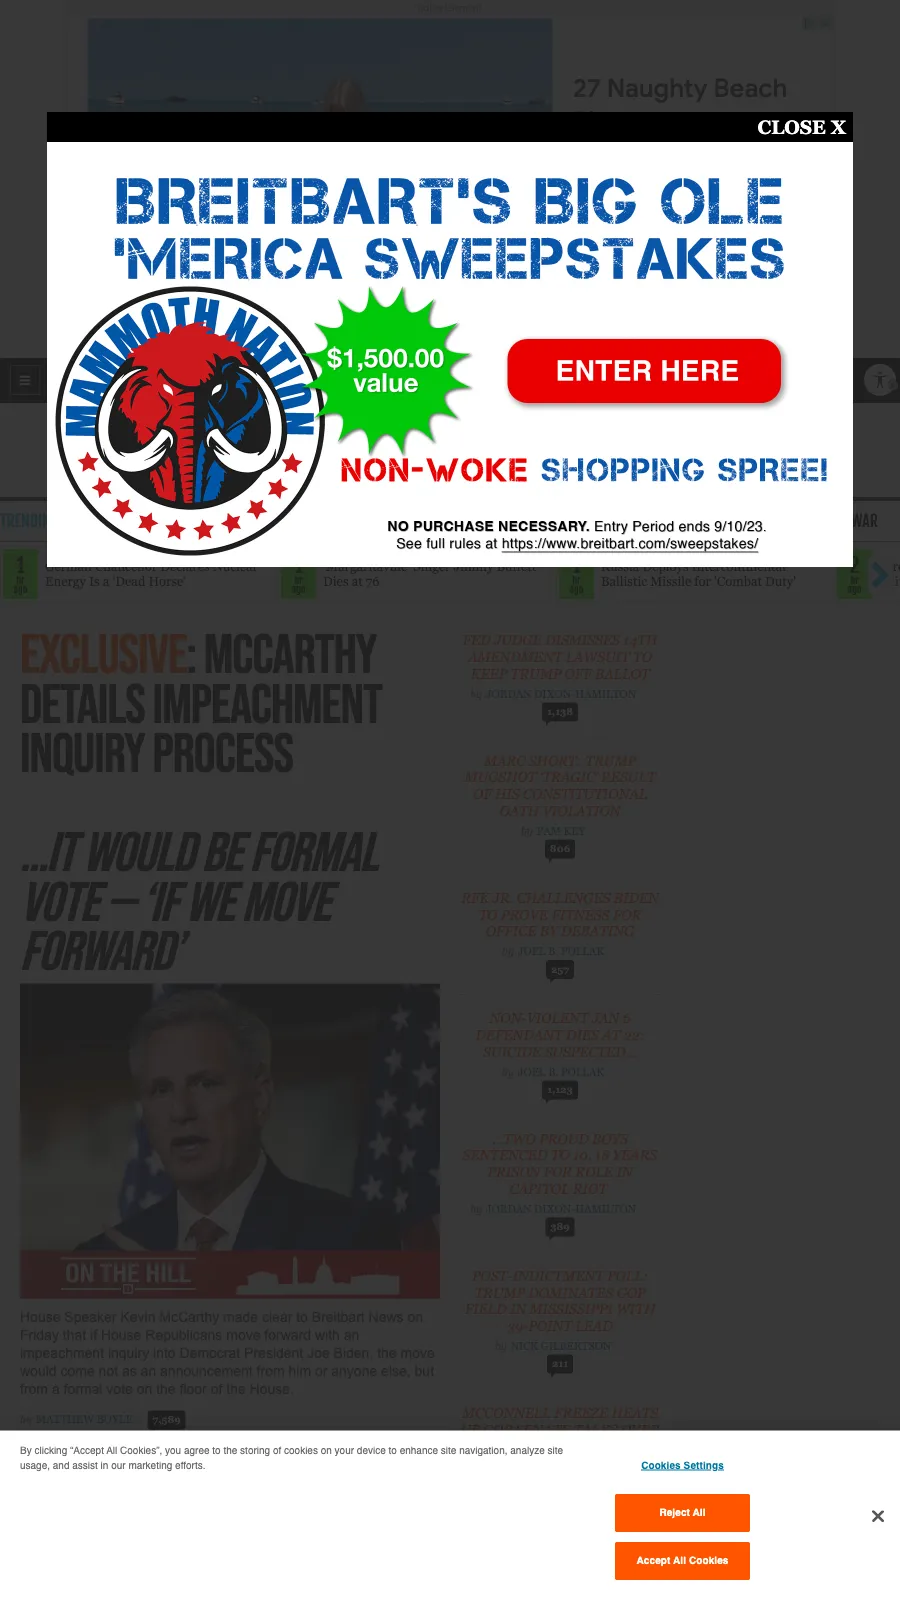 27 Naughty Beach
CLOSE X
BREITBART'S BIG OLE
'MERICA SWEEPSTAKES
MAMMOTH NATION
$1,500.00
value
ENTER HERE
NON-WOKE SHOPPING SPREE!
NO PURCHASE NECESSARY. Entry Period ends 9/10/23.
See full rules at https://www.breitbart.com/sweepstakes/
WAR
Energy Is a 'Dead Horse'
Dies at 76
Ballistic Missile for 'Combat Duty'
EXCLUSIVE: MCCARTHY
DETAILS IMPEACHMENT
INQUIRY PROCESS
...IT WOULD BE FORMAL
VOTE — ‘IF WE MOVE
FORWARD’
ON THE HILL
House Speaker Kevin McCarthy made clear to Breitbart News on
Friday that if House Republicans move forward with an
impeachment inquiry into Democrat President Joe Biden, the move
would come not as an announcement from him or anyone else, but
from a formal vote on the floor of the House.
by MATTHEW BOYLE 7,589
FED JUDGE DISMISSES 14TH
AMENDMENT LAWSUIT TO
KEEP TRUMP OFF BALLOT
by JORDAN DIXON-HAMILTON
1,138
MARC SHORT: TRUMP
MUGSHOT 'TRAGIC' RESULT
OF HIS CONSTITUTIONAL
OATH VIOLATION
by PAM KEY
806
RFK JR. CHALLENGES BIDEN
TO PROVE FITNESS FOR
OFFICE BY DEBATING
by JOEL B. POLLAK
257
NON-VIOLENT JAN 6
DEFENDANT DIES AT 22:
SUICIDE SUSPECTED...
by JOEL B. POLLAK
1,123
...TWO PROUD BOYS
SENTENCED TO 10, 18 YEARS
PRISON FOR ROLE IN
CAPITOL RIOT
by JORDAN DIXON-HAMILTON
389
POST-INDICTMENT POLL:
TRUMP DOMINATES GOP
FIELD IN MISSISSIPPI WITH
39-POINT LEAD
by NICK GILBERTSON
211
MCCONNELL FREEZE HEATS
By clicking “Accept All Cookies”, you agree to the storing of cookies on your device to enhance site navigation, analyze site
usage, and assist in our marketing efforts.
Cookies Settings
Reject All
Accept All Cookies